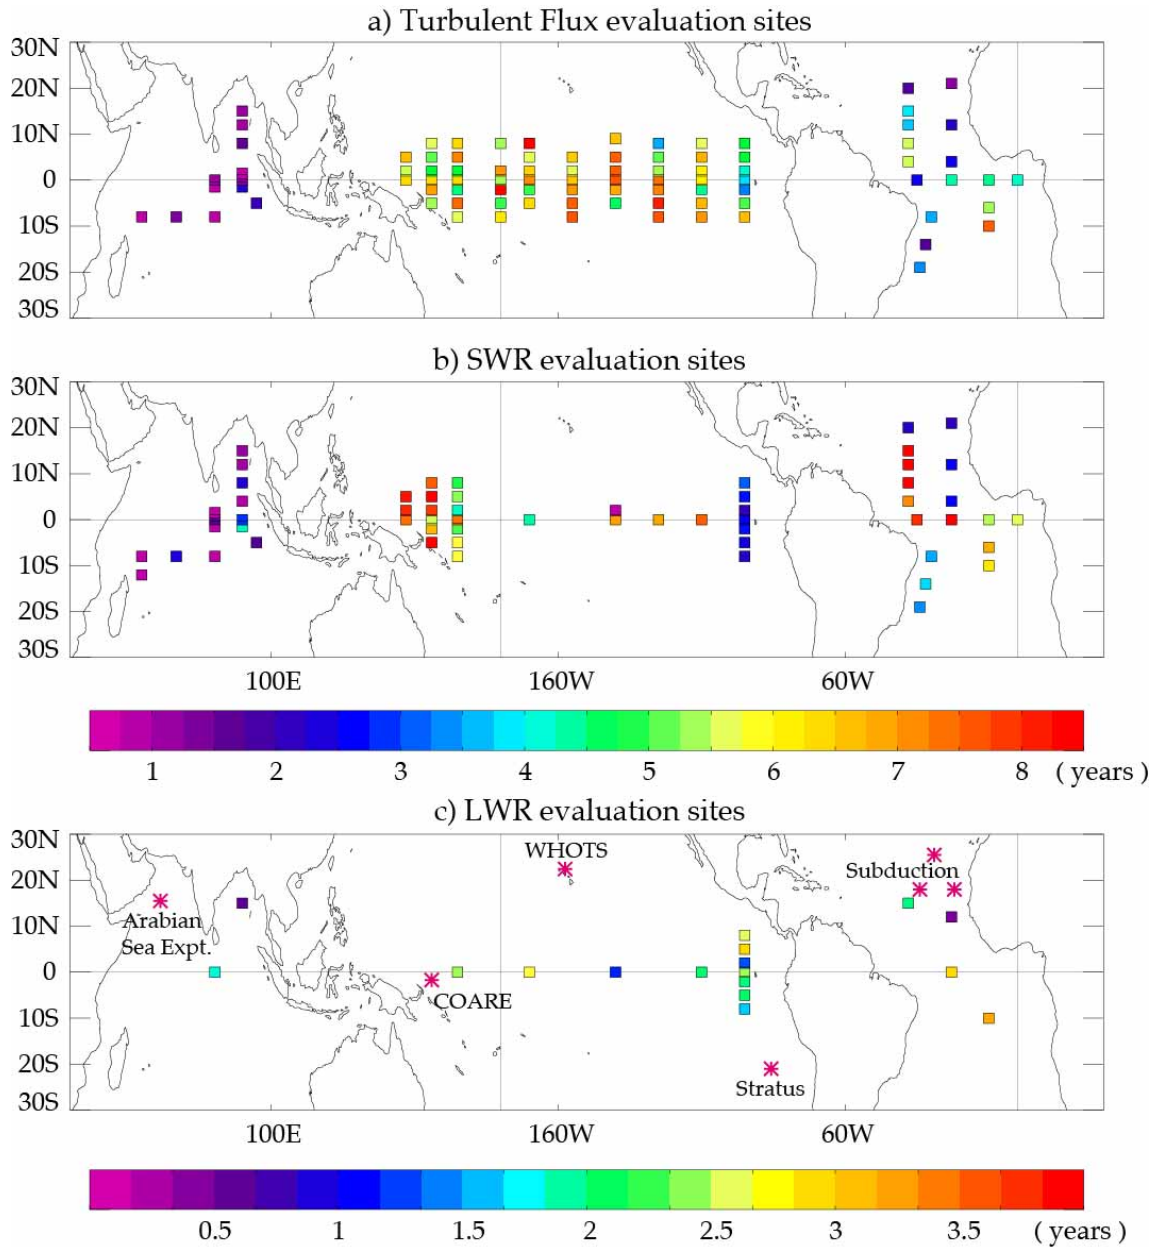 a) Turbulent Flux evaluation sites
30N
20N
10N
0
10S
20S
30S
b) SWR evaluation sites
30N
20N
10N
0
10S
20S
30S
100E 160W 60W
1 2 3 4 5 6 7 8 ( years )
c) LWR evaluation sites
30N
WHOTS
20N
Subduction
Arabian
10N
Sea Expt.
0
COARE
10S
20S
Stratus
30S
100E 160W 60W
0.5 1 1.5 2 2.5 3 3.5 ( years )